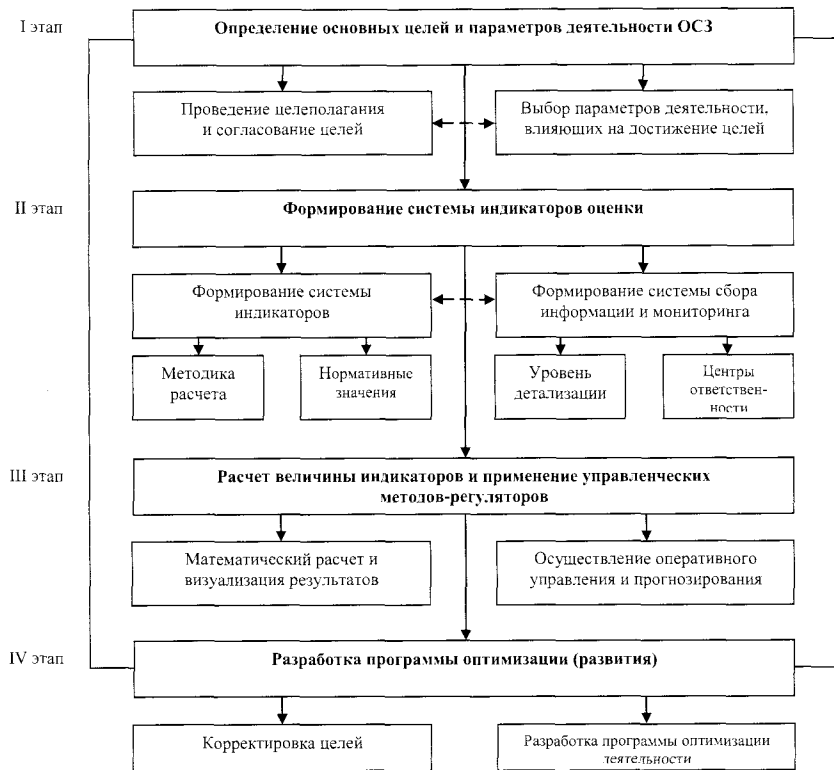 I этап
Определение основных целей и параметров деятельности ОСЗ
Проведение целеполагания
и согласование целей
Выбор параметров деятельности,
влияющих на достижение целей
II этап
Формирование системы индикаторов оценки
Формирование системы
индикаторов
Формирование системы сбора
информации и мониторинга
Методика
расчета
Нормативные
значения
Уровень
детализации
Центры
ответствен-
ности
III этап
Расчет величины индикаторов и применение управленческих
методов-регуляторов
Математический расчет и
визуализация результатов
Осуществление оперативного
управления и прогнозирования
IV этап
Разработка программы оптимизации (развития)
Корректировка целей
Разработка программы оптимизации
деятельности